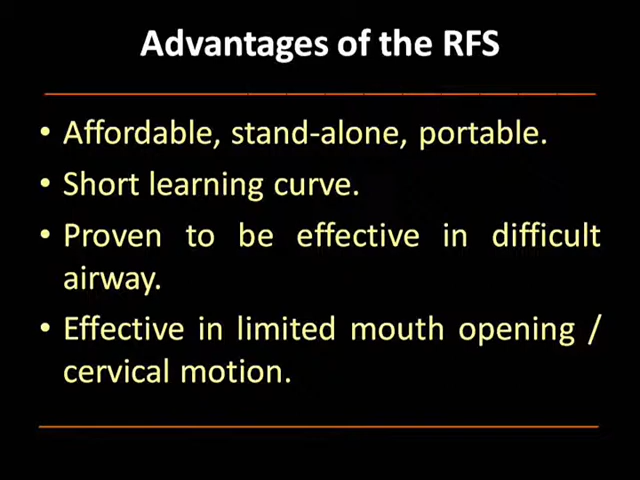 Advantages of the RFS
• Affordable, stand-alone, portable.
• Short learning curve.
• Proven to be effective in difficult
airway.
• Effective in limited mouth opening /
cervical motion.